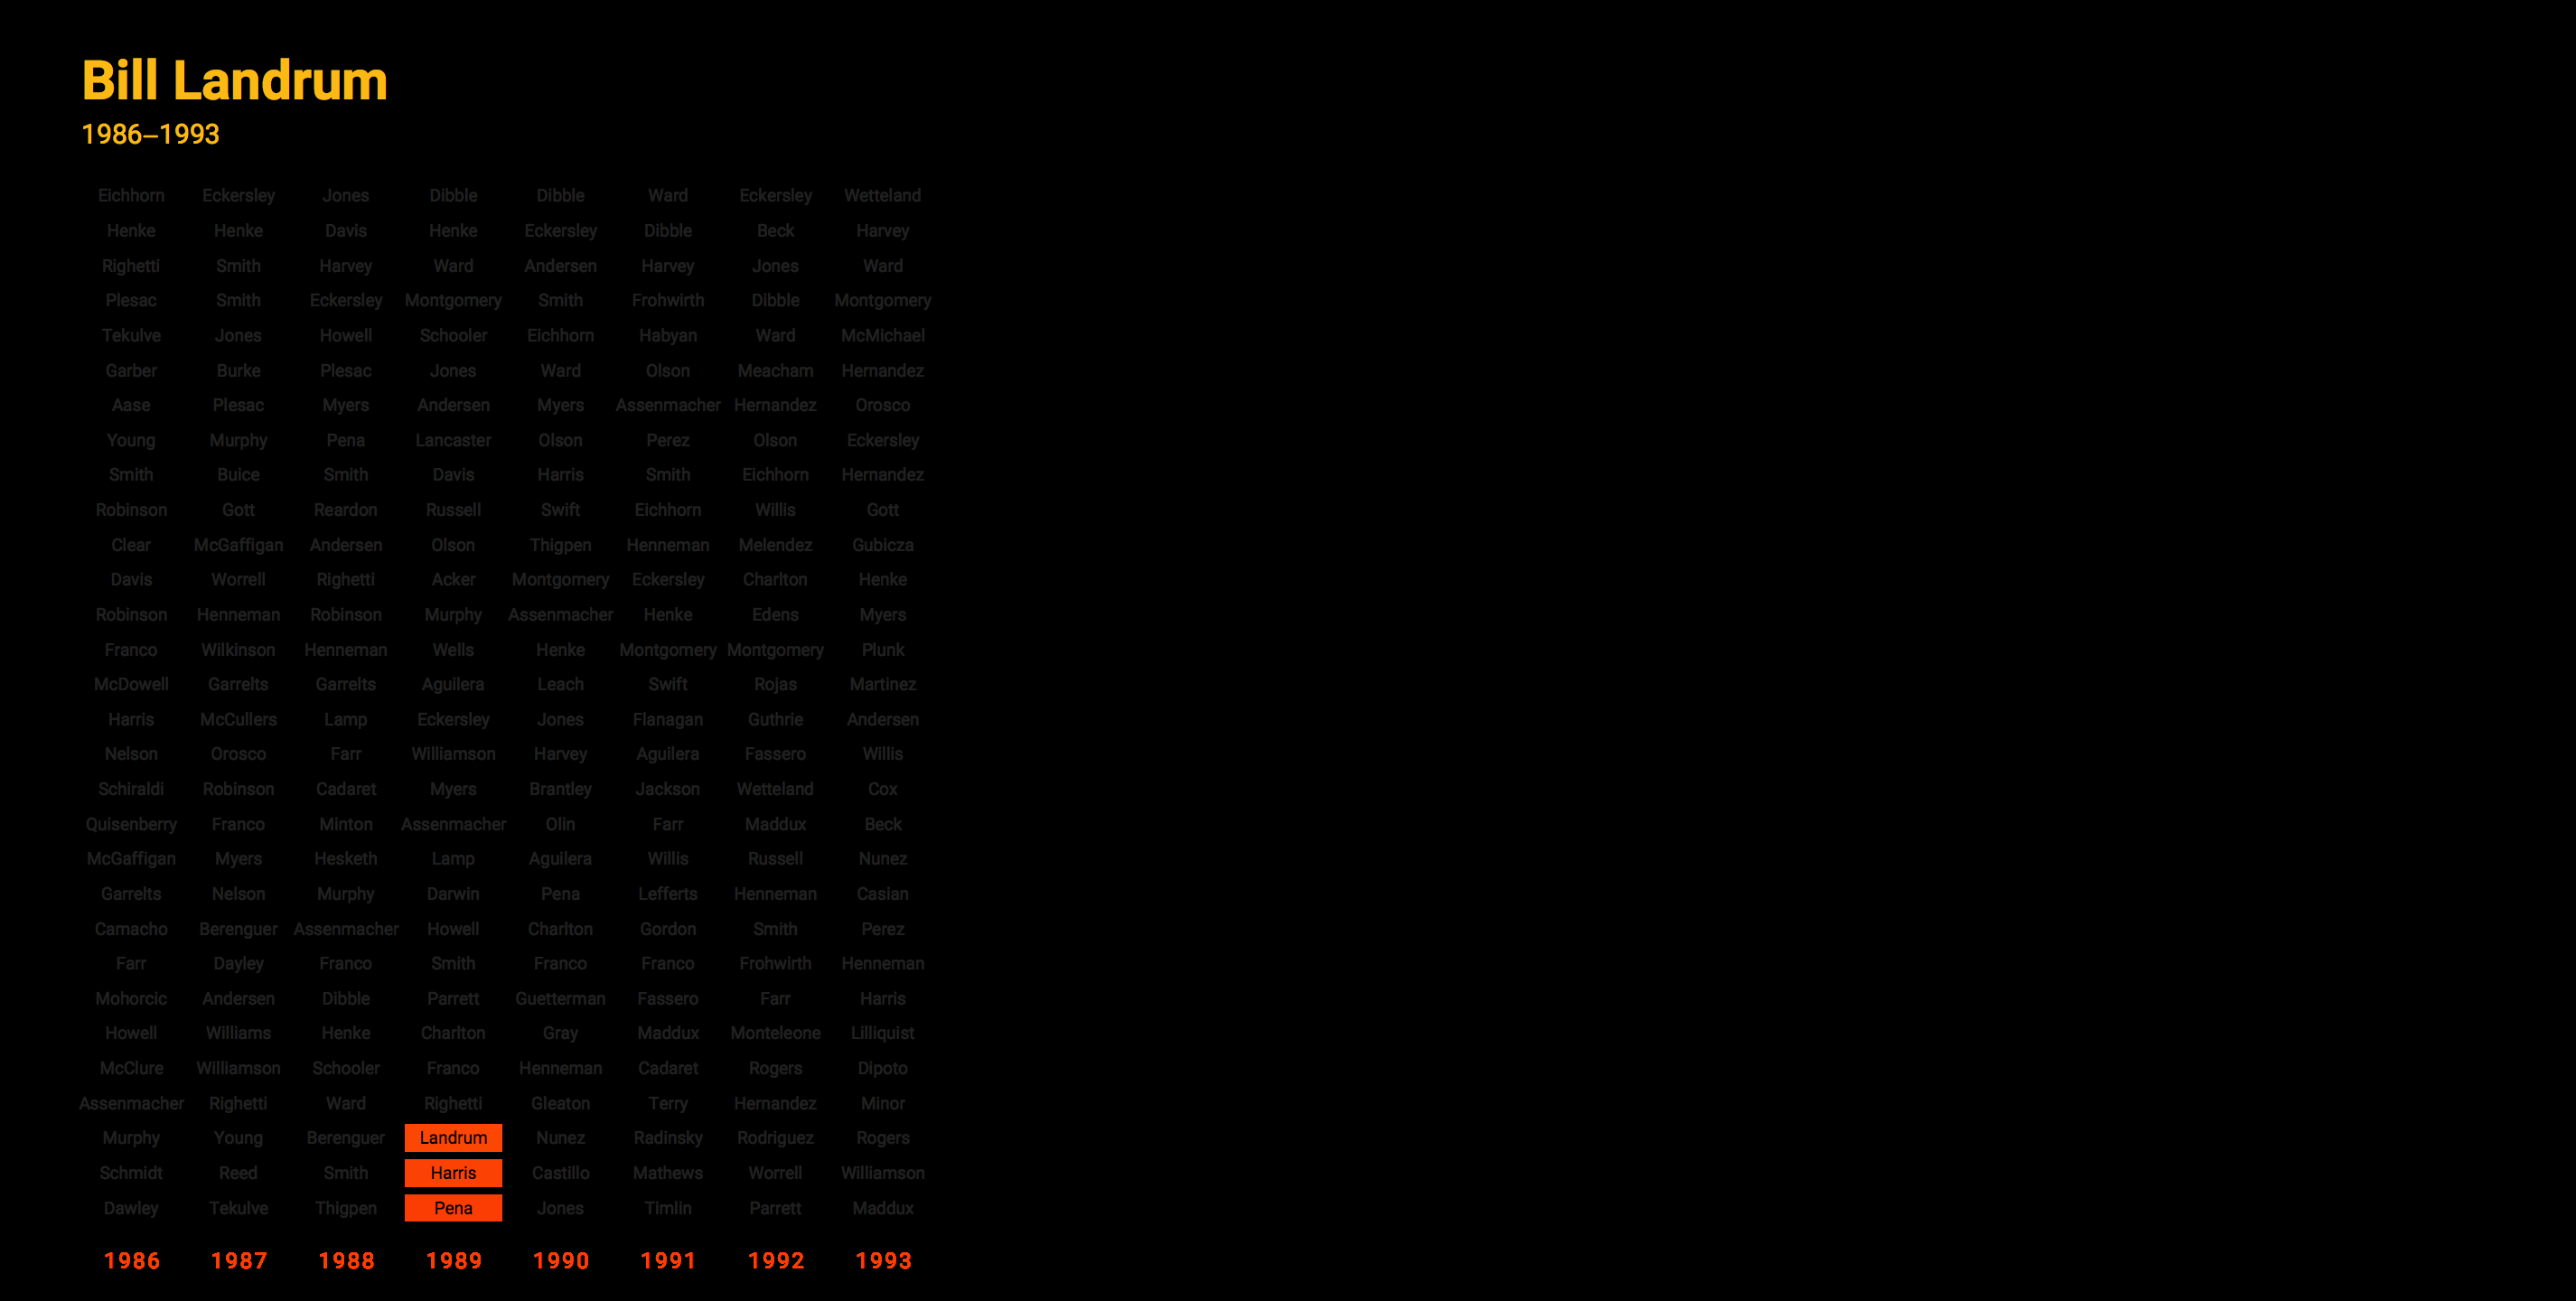 Bill Landrum
1986–1993
Eichhorn Eckersley Jones Dibble Dibble Ward Eckersley Wetteland
Henke Henke Davis Henke Eckersley Dibble Beck Harvey
Righetti Smith Harvey Ward Andersen Harvey Jones Ward
Plesac Smith Eckersley Montgomery Smith Frohwirth Dibble Montgomery
Tekulve Jones Howell Schooler Eichhorn Habyan Ward McMichael
Garber Burke Plesac Jones Ward Olson Meacham Hernandez
Aase Plesac Myers Andersen Myers Assenmacher Hernandez Orosco
Young Murphy Pena Lancaster Olson Perez Olson Eckersley
Smith Buice Smith Davis Harris Smith Eichhorn Hernandez
Robinson Gott Reardon Russell Swift Eichhorn Willis Gott
Clear McGaffigan Andersen Olson Thigpen Henneman Melendez Gubicza
Davis Worrell Righetti Acker Montgomery Eckersley Charlton Henke
Robinson Henneman Robinson Murphy Assenmacher Henke Edens Myers
Franco Wilkinson Henneman Wells Henke Montgomery Montgomery Plunk
McDowell Garrelts Garrelts Aguilera Leach Swift Rojas Martinez
Harris McCullers Lamp Eckersley Jones Flanagan Guthrie Andersen
Nelson Orosco Farr Williamson Harvey Aguilera Fassero Willis
Schiraldi Robinson Cadaret Myers Brantley Jackson Wetteland Cox
Quisenberry Franco Minton Assenmacher Olin Farr Maddux Beck
McGaffigan Myers Hesketh Lamp Aguilera Willis Russell Nunez
Garrelts Nelson Murphy Darwin Pena Lefferts Henneman Casian
Camacho Berenguer Assenmacher Howell Charlton Gordon Smith Perez
Farr Dayley Franco Smith Franco Franco Frohwirth Henneman
Mohorcic Andersen Dibble Parrett Guetterman Fassero Farr Harris
Howell Williams Henke Charlton Gray Maddux Monteleone Lilliquist
McClure Williamson Schooler Franco Henneman Cadaret Rogers Dipoto
Assenmacher Righetti Ward Righetti Gleaton Terry Hernandez Minor
Murphy Young Berenguer Landrum Nunez Radinsky Rodriguez Rogers
Schmidt Reed Smith Harris Castillo Mathews Worrell Williamson
Dawley Tekulve Thigpen Pena Jones Timlin Parrett Maddux
1986 1987 1988 1989 1990 1991 1992 1993